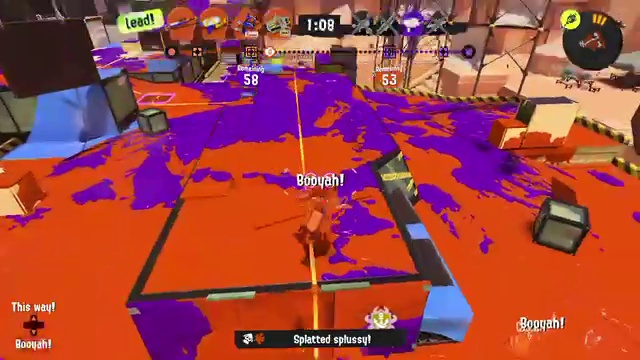 Lead!
1:08
Remaining
58
Remaining
53
Booyah!
This way!
Booyah!
Booyah!
Splatted splussy!